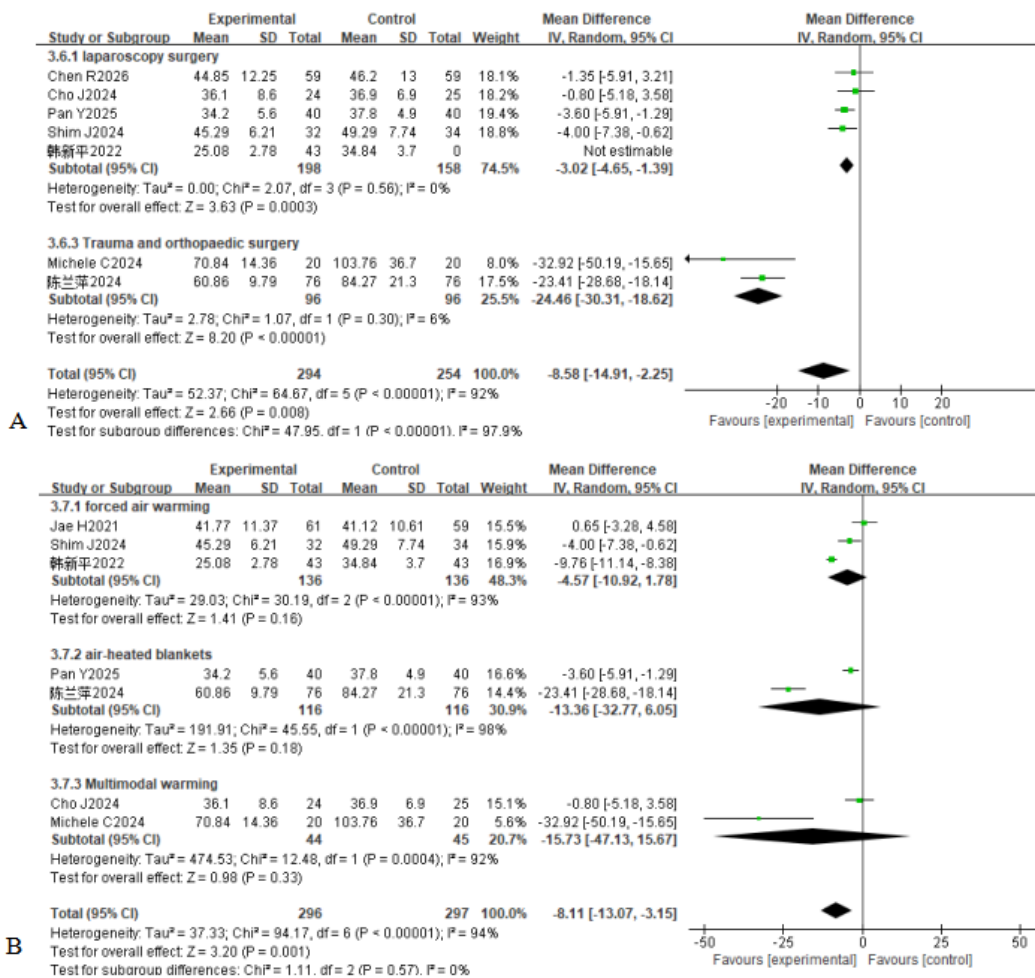 Experimental Control Mean Difference Mean Difference
Study or Subgroup Mean SD Total Mean SD Total Weight IV, Random, 95% CI IV, Random, 95% CI
3.6.1 laparoscopy surgery
Chen R2026 44.85 12.25 59 46.2 13 59 18.1% -1.35 [-5.91, 3.21]
Cho J2024 36.1 8.6 24 36.9 6.9 25 18.2% -0.80 [-5.18, 3.58]
Pan Y2025 34.2 5.6 40 37.8 4.9 40 19.4% -3.60 [-5.91, -1.29]
Shim J2024 45.29 6.21 32 49.29 7.74 34 18.8% -4.00 [-7.38, -0.62]
韩新平2022 25.08 2.78 43 34.84 3.7 0 Not estimable
Subtotal (95% CI) 198 158 74.5% -3.02 [-4.65, -1.39]
Heterogeneity: Tau² = 0.00; Chi² = 2.07, df = 3 (P = 0.56); I² = 0%
Test for overall effect: Z = 3.63 (P = 0.0003)
3.6.3 Trauma and orthopaedic surgery
Michele C2024 70.84 14.36 20 103.76 36.7 20 8.0% -32.92 [-50.19, -15.65]
陈兰萍2024 60.86 9.79 76 84.27 21.3 76 17.5% -23.41 [-28.68, -18.14]
Subtotal (95% CI) 96 96 25.5% -24.46 [-30.31, -18.62]
Heterogeneity: Tau² = 2.78; Chi² = 1.07, df = 1 (P = 0.30); I² = 6%
Test for overall effect: Z = 8.20 (P < 0.00001)
Total (95% CI) 294 254 100.0% -8.58 [-14.91, -2.25]
Heterogeneity: Tau² = 52.37; Chi² = 64.67, df = 5 (P < 0.00001); I² = 92%
Test for overall effect: Z = 2.66 (P = 0.008)
Test for subgroup differences: Chi² = 47.95, df = 1 (P < 0.00001), I² = 97.9%
-20 -10 0 10 20
Favours [experimental] Favours [control]
A
Experimental Control Mean Difference Mean Difference
Study or Subgroup Mean SD Total Mean SD Total Weight IV, Random, 95% CI IV, Random, 95% CI
3.7.1 forced air warming
Jae H2021 41.77 11.37 61 41.12 10.61 59 15.5% 0.65 [-3.28, 4.58]
Shim J2024 45.29 6.21 32 49.29 7.74 34 15.9% -4.00 [-7.38, -0.62]
韩新平2022 25.08 2.78 43 34.84 3.7 43 16.9% -9.76 [-11.14, -8.38]
Subtotal (95% CI) 136 136 48.3% -4.57 [-10.92, 1.78]
Heterogeneity: Tau² = 29.03; Chi² = 30.19, df = 2 (P < 0.00001); I² = 93%
Test for overall effect: Z = 1.41 (P = 0.16)
3.7.2 air-heated blankets
Pan Y2025 34.2 5.6 40 37.8 4.9 40 16.6% -3.60 [-5.91, -1.29]
陈兰萍2024 60.86 9.79 76 84.27 21.3 76 14.4% -23.41 [-28.68, -18.14]
Subtotal (95% CI) 116 116 30.9% -13.36 [-32.77, 6.05]
Heterogeneity: Tau² = 191.91; Chi² = 45.55, df = 1 (P < 0.00001); I² = 98%
Test for overall effect: Z = 1.35 (P = 0.18)
3.7.3 Multimodal warming
Cho J2024 36.1 8.6 24 36.9 6.9 25 15.1% -0.80 [-5.18, 3.58]
Michele C2024 70.84 14.36 20 103.76 36.7 20 5.6% -32.92 [-50.19, -15.65]
Subtotal (95% CI) 44 45 20.7% -15.73 [-47.13, 15.67]
Heterogeneity: Tau² = 474.53; Chi² = 12.48, df = 1 (P = 0.0004); I² = 92%
Test for overall effect: Z = 0.98 (P = 0.33)
Total (95% CI) 296 297 100.0% -8.11 [-13.07, -3.15]
Heterogeneity: Tau² = 37.33; Chi² = 94.17, df = 6 (P < 0.00001); I² = 94%
Test for overall effect: Z = 3.20 (P = 0.001)
Test for subgroup differences: Chi² = 1.11, df = 2 (P = 0.57), I² = 0%
-50 -25 0 25 50
Favours [experimental] Favours [control]
B